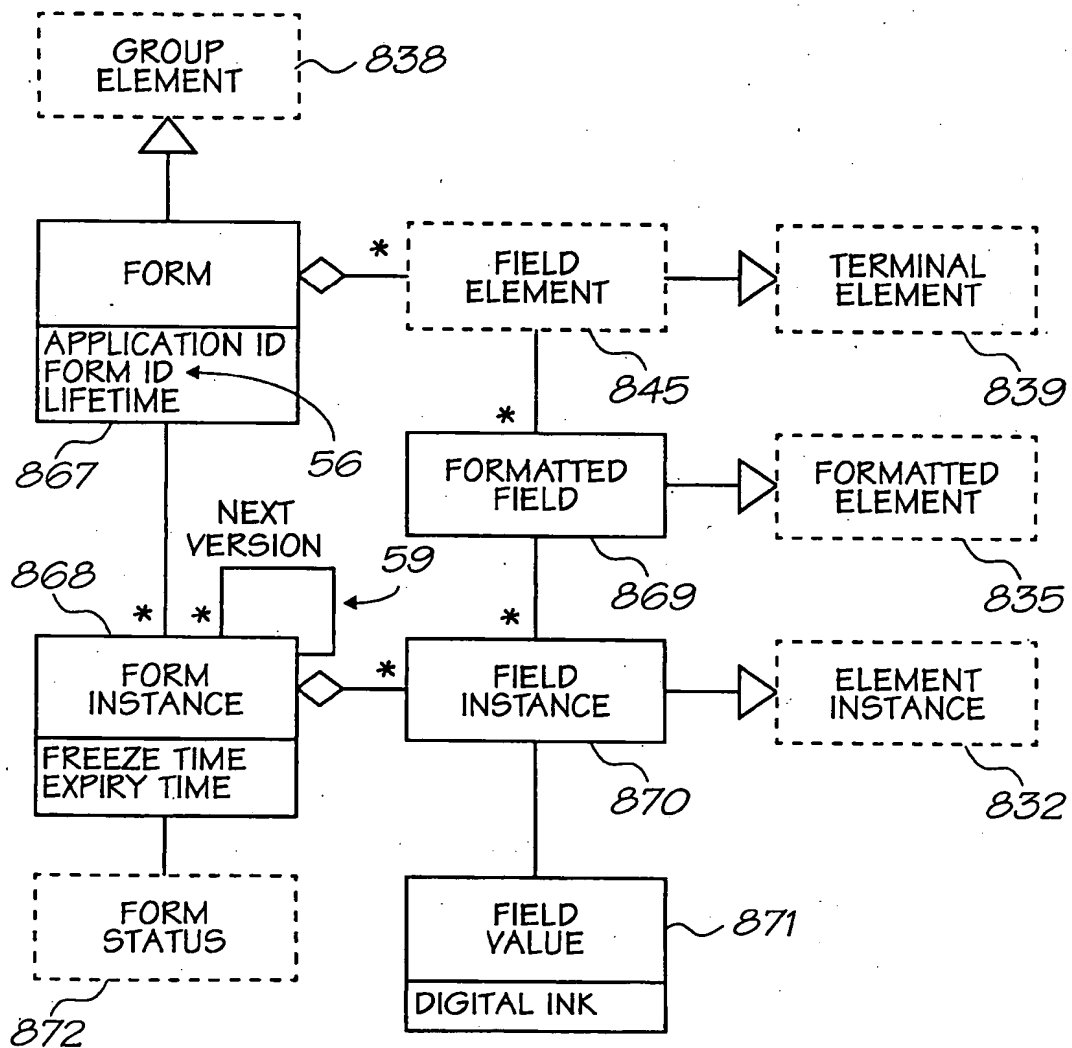 GROUP
ELEMENT
838
FORM
APPLICATION ID
FORM ID
LIFETIME
867
56
*
FIELD
ELEMENT
845
TERMINAL
ELEMENT
839
*
FORMATTED
FIELD
869
FORMATTED
ELEMENT
835
NEXT
VERSION
59
868
*
*
FORM
INSTANCE
FREEZE TIME
EXPIRY TIME
*
*
FIELD
INSTANCE
870
ELEMENT
INSTANCE
832
FORM
STATUS
872
FIELD
VALUE
871
DIGITAL INK